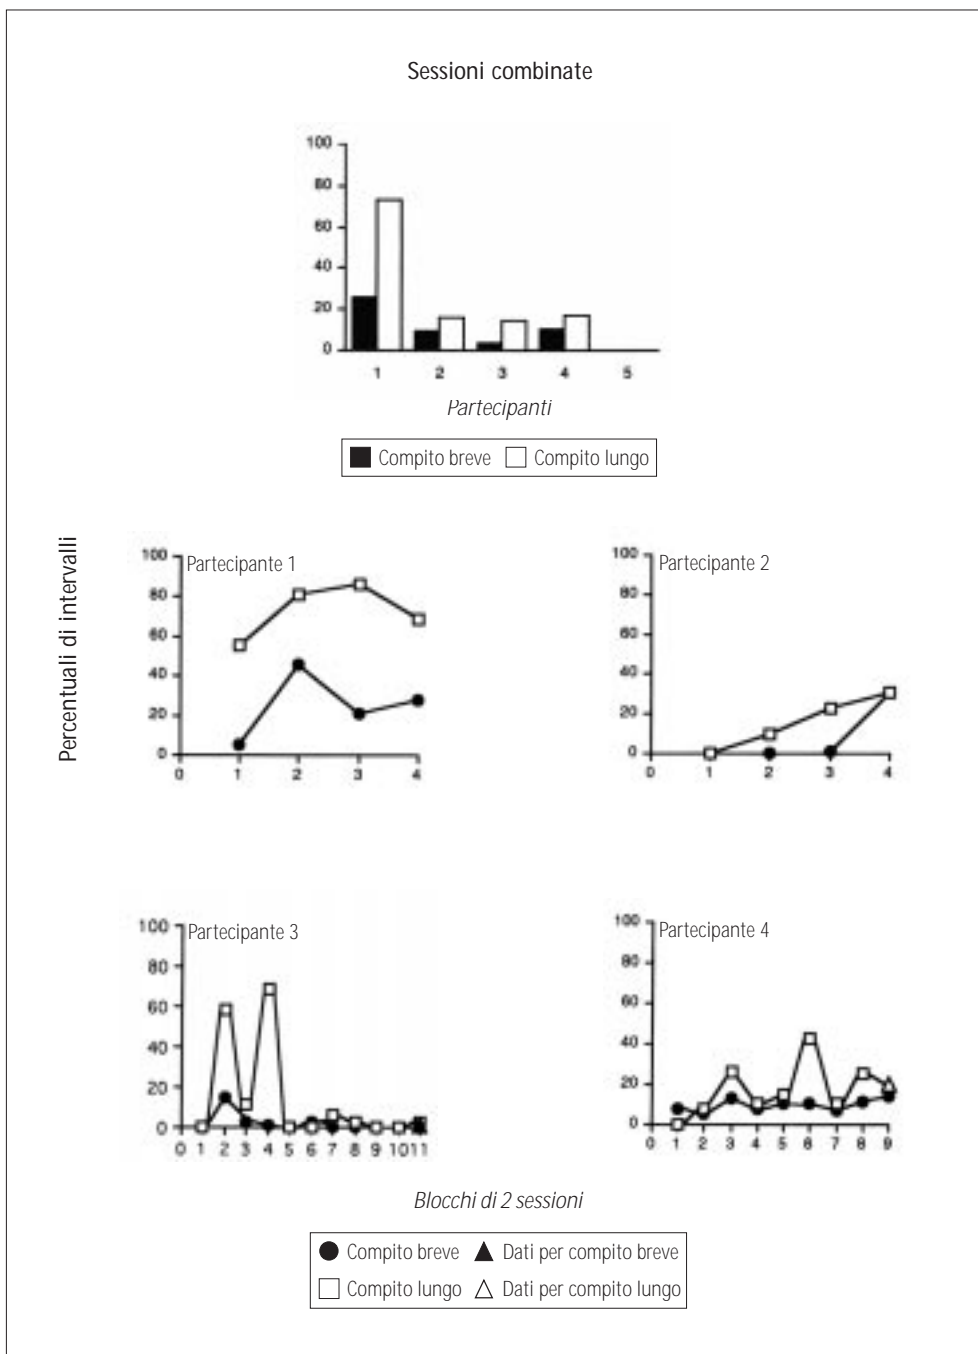 Sessioni combinate
100
80
60
40
20
0
1 2 3 4 5
Partecipanti
Compito breve Compito lungo
Percentuali di intervalli
Partecipante 1
100
80
60
40
20
0
0 1 2 3 4
Partecipante 2
100
80
60
40
20
0
0 1 2 3 4
Partecipante 3
100
80
60
40
20
0
0 1 2 3 4 5 6 7 8 9 10 11
Partecipante 4
100
80
60
40
20
0
0 1 2 3 4 5 6 7 8 9
Blocchi di 2 sessioni
Compito breve Dati per compito breve
Compito lungo Dati per compito lungo